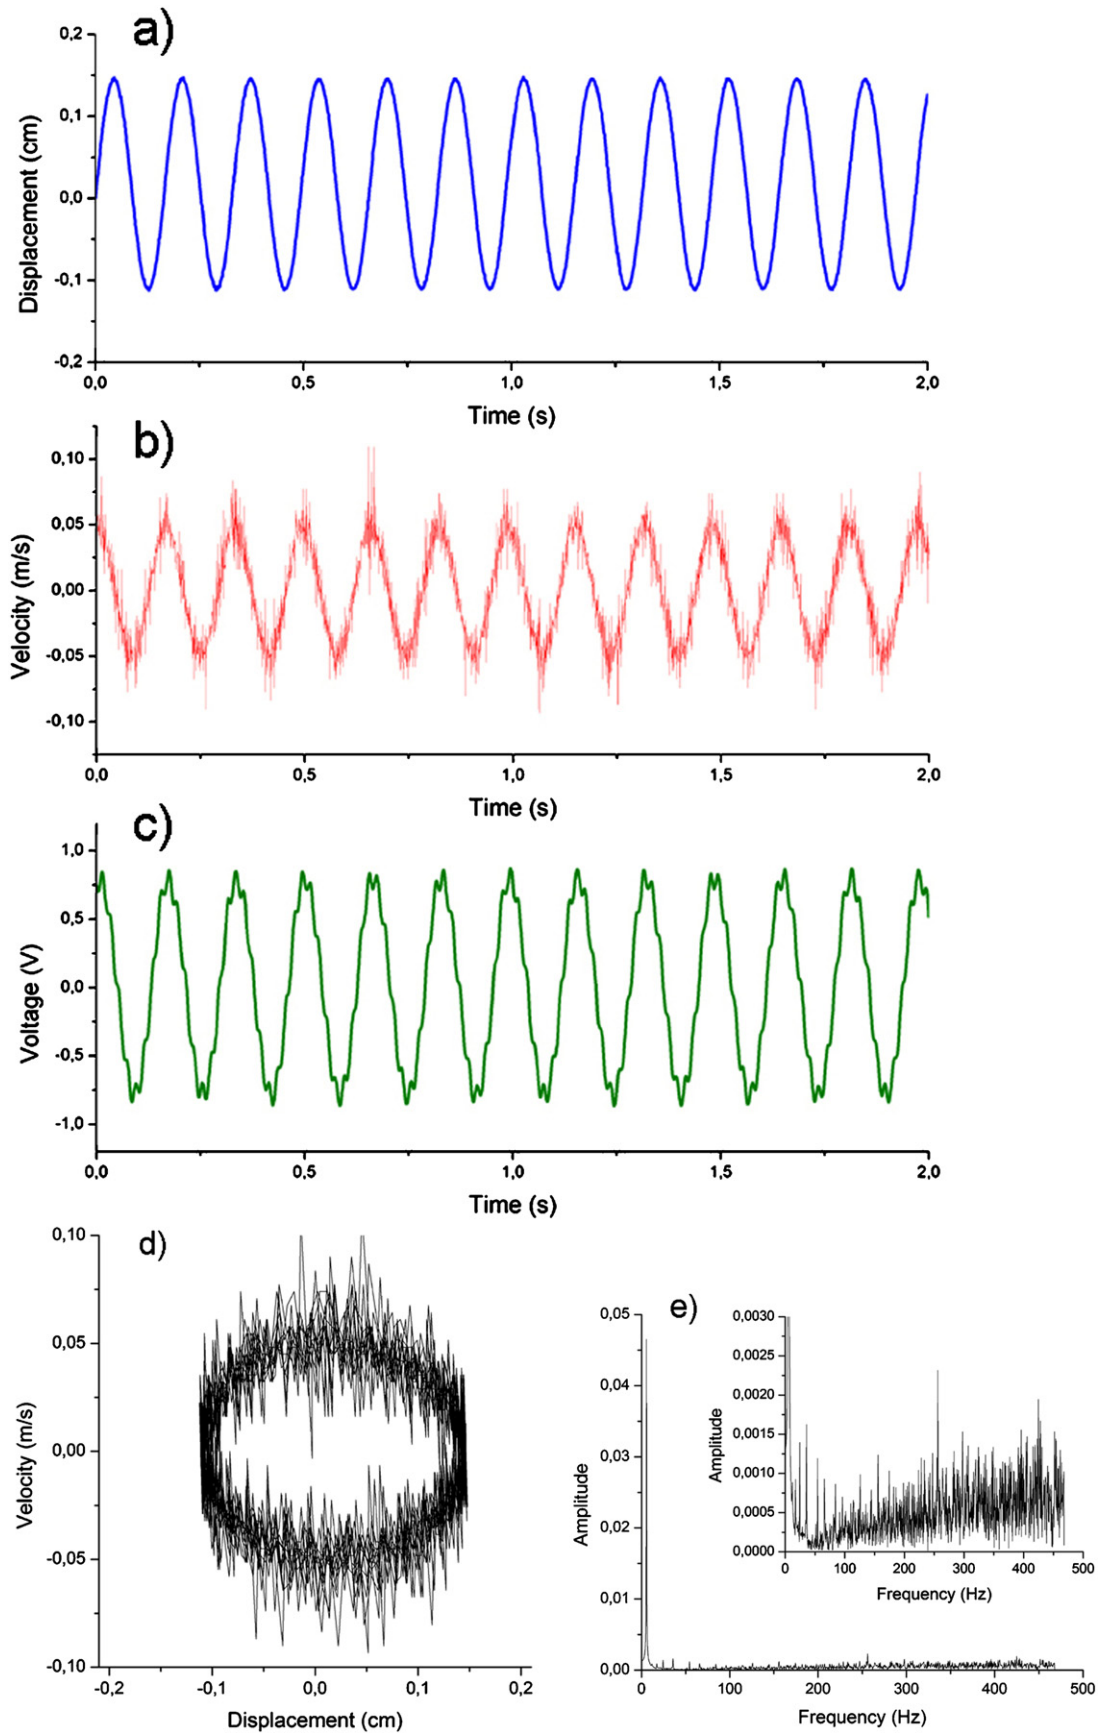 a)
0,2
0,1
0,0
-0,1
-0,2
Displacement (cm)
0,0 0,5 1,0 1,5 2,0
Time (s)
b)
0,10
0,05
0,00
-0,05
-0,10
Velocity (m/s)
0,0 0,5 1,0 1,5 2,0
Time (s)
c)
1,0
0,5
0,0
-0,5
-1,0
Voltage (V)
0,0 0,5 1,0 1,5 2,0
Time (s)
d)
0,10
0,05
0,00
-0,05
-0,10
Velocity (m/s)
-0,2 -0,1 0,0 0,1 0,2
Displacement (cm)
e)
0,05
0,04
0,03
0,02
0,01
0,00
Amplitude
0 100 200 300 400 500
Frequency (Hz)
0,0030
0,0025
0,0020
0,0015
0,0010
0,0005
0,0000
Amplitude
0 100 200 300 400 500
Frequency (Hz)